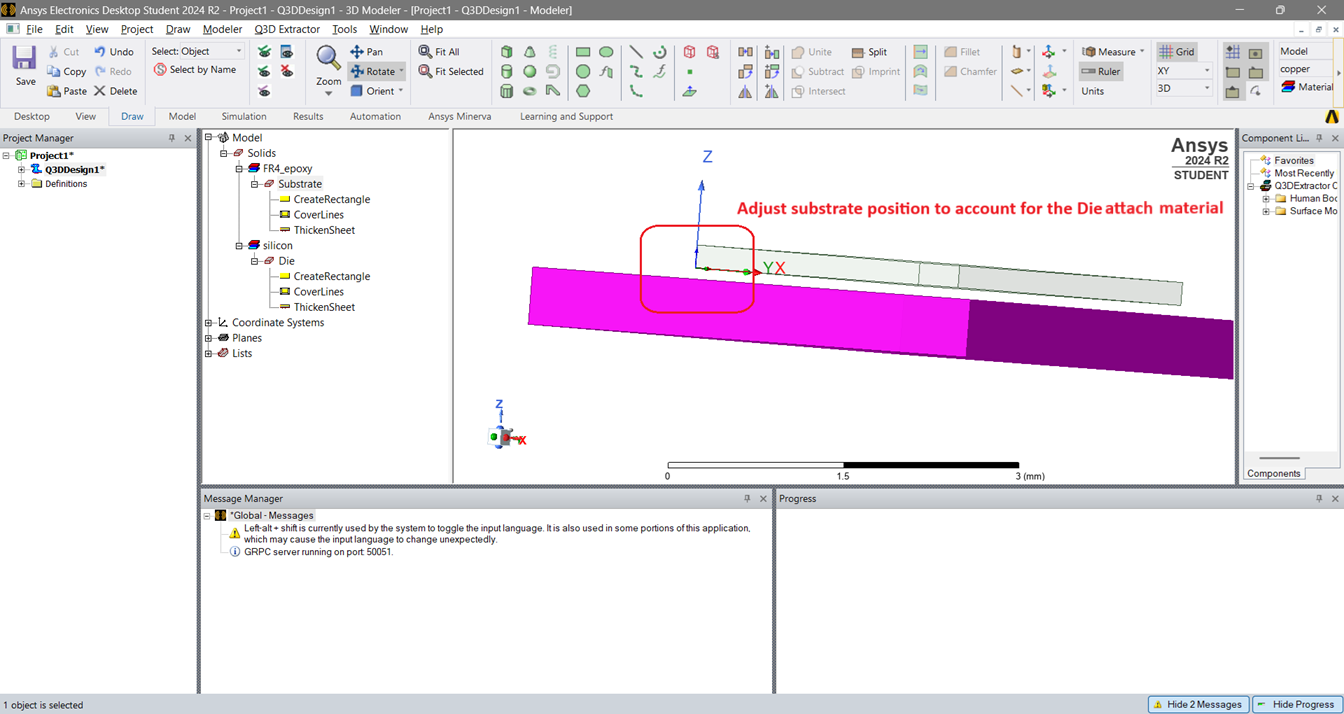 Ansys Electronics Desktop Student 2024 R2 - Project1 - Q3DDesign1 - 3D Modeler - [Project1 - Q3DDesign1 - Modeler]
File Edit View Project Draw Modeler Q3D Extractor Tools Window Help
Save
Cut
Copy
Paste
Undo
Redo
Delete
Select: Object
Select by Name
Zoom
Pan
Rotate
Orient
Fit All
Fit Selected
Unite
Subtract
Intersect
Split
Imprint
Fillet
Chamfer
Measure
Ruler
Units
Grid
XY
3D
Model
copper
Material
Desktop View Draw Model Simulation Results Automation Ansys Minerva Learning and Support
Project Manager
Project1*
Q3DDesign1*
Definitions
Model
Solids
FR4_epoxy
Substrate
CreateRectangle
CoverLines
ThickenSheet
silicon
Die
CreateRectangle
CoverLines
ThickenSheet
Coordinate Systems
Planes
Lists
Ansys
2024 R2
STUDENT
Z
Adjust substrate position to account for the Die attach material
YX
Z
X
0 1.5 3 (mm)
Component Li...
Favorites
Most Recently
Q3DExtractor C
Human Boc
Surface Mo
Components
Message Manager
*Global - Messages
Left-alt + shift is currently used by the system to toggle the input language. It is also used in some portions of this application,
which may cause the input language to change unexpectedly.
GRPC server running on port: 50051.
Progress
1 object is selected
Hide 2 Messages
Hide Progress